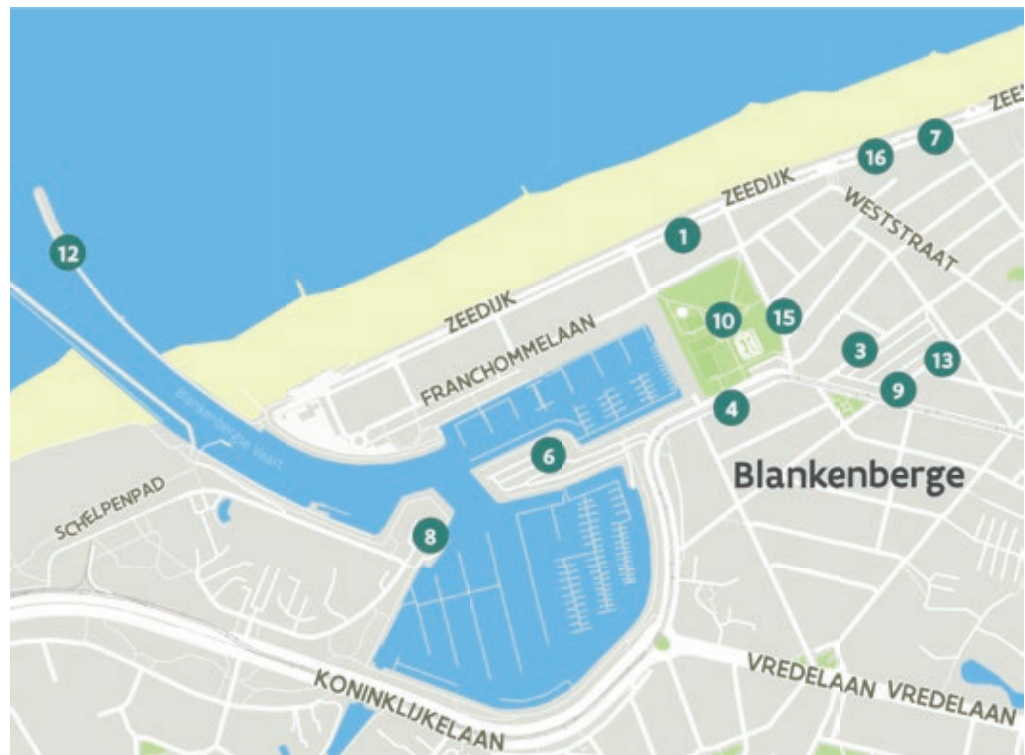 ZEE
7
16
ZEEDIJK
WESTSTRAAT
1
12
ZEEDIJK
10
15
FRANCHOMMELAAN
3
13
9
4
Blankenbergse Vaart
6
Blankenberge
SCHELPENPAD
8
KONINKLIJKELAAN
VREDELAAN VREDELAAN